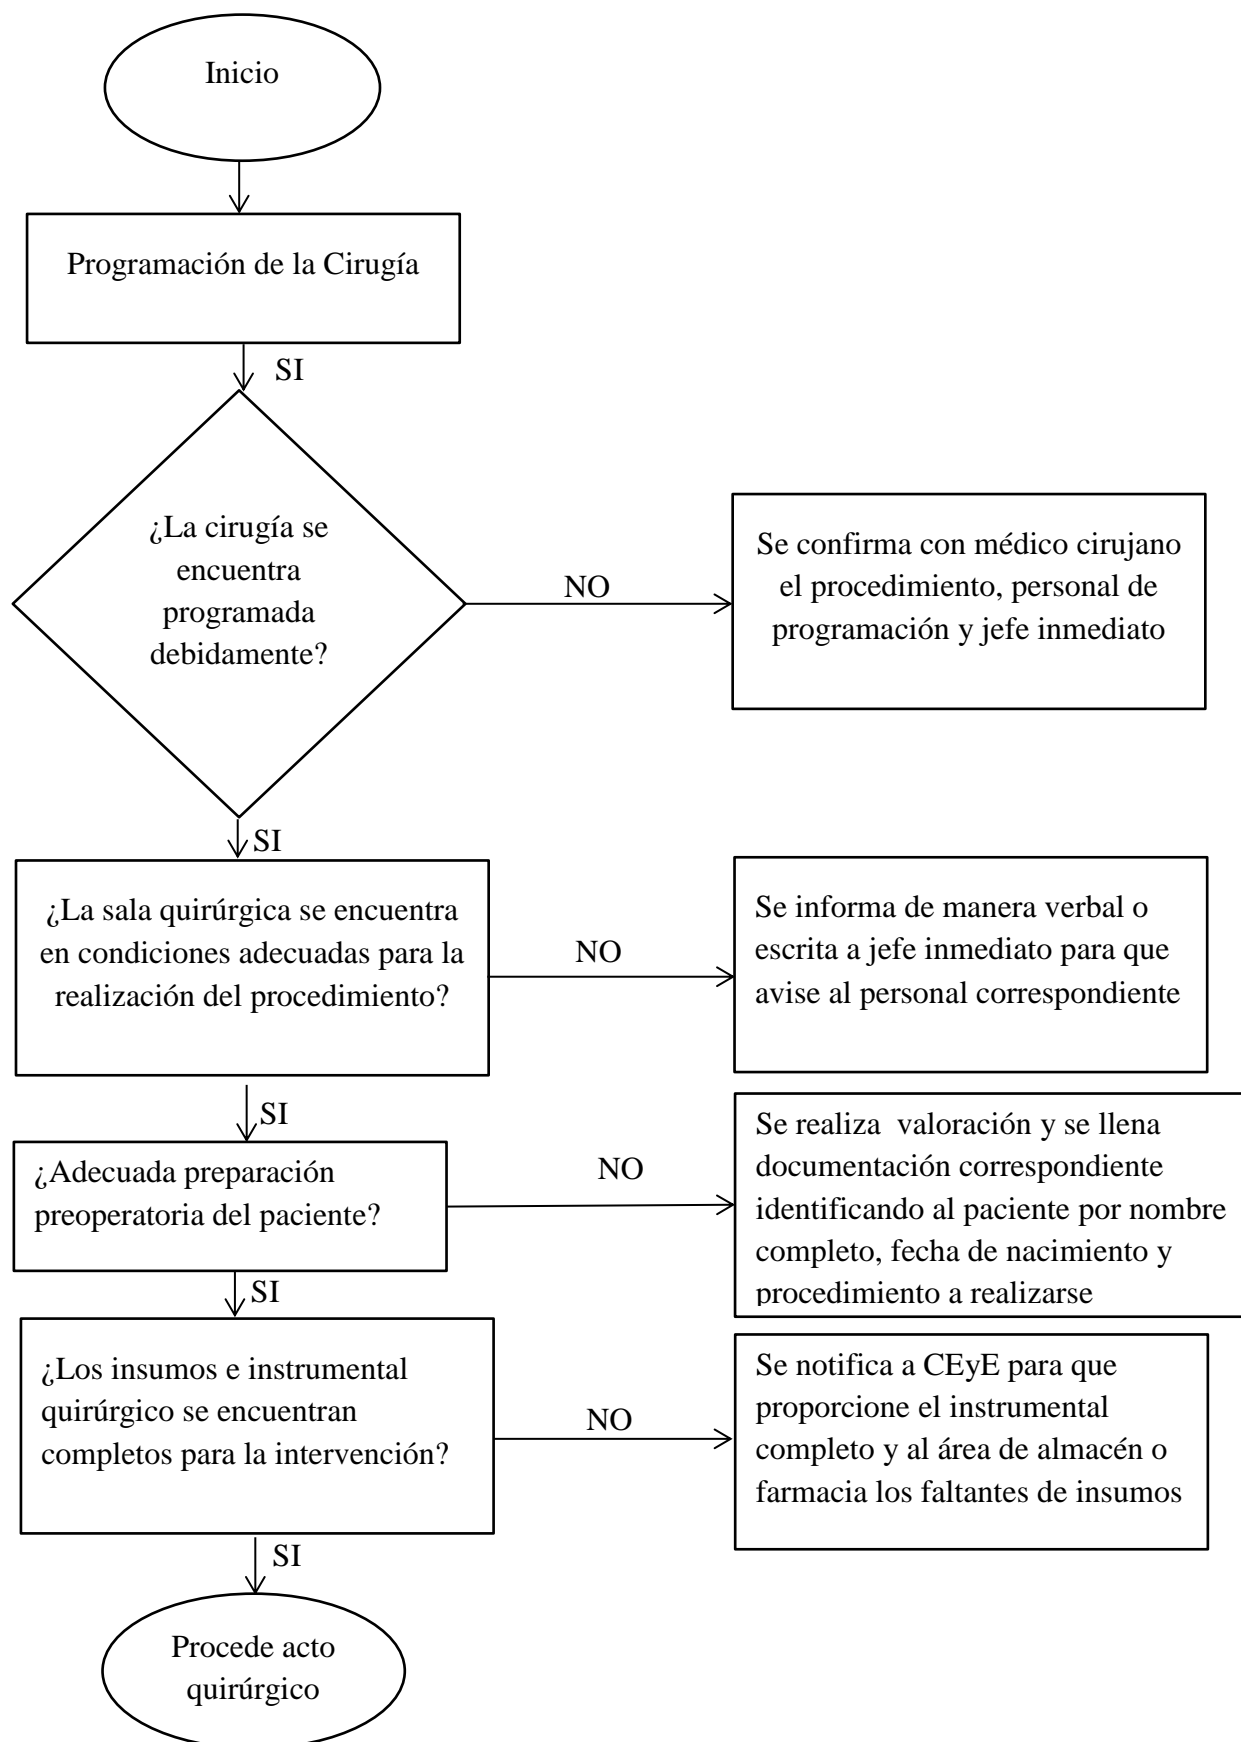 Inicio
Programación de la Cirugía
SI
¿La cirugía se
encuentra
programada
debidamente?
NO
Se confirma con médico cirujano
el procedimiento, personal de
programación y jefe inmediato
SI
¿La sala quirúrgica se encuentra
en condiciones adecuadas para la
realización del procedimiento?
NO
Se informa de manera verbal o
escrita a jefe inmediato para que
avise al personal correspondiente
SI
¿Adecuada preparación
preoperatoria del paciente?
NO
Se realiza  valoración y se llena
documentación correspondiente
identificando al paciente por nombre
completo, fecha de nacimiento y
procedimiento a realizarse
SI
¿Los insumos e instrumental
quirúrgico se encuentran
completos para la intervención?
NO
Se notifica a CEyE para que
proporcione el instrumental
completo y al área de almacén o
farmacia los faltantes de insumos
SI
Procede acto
quirúrgico